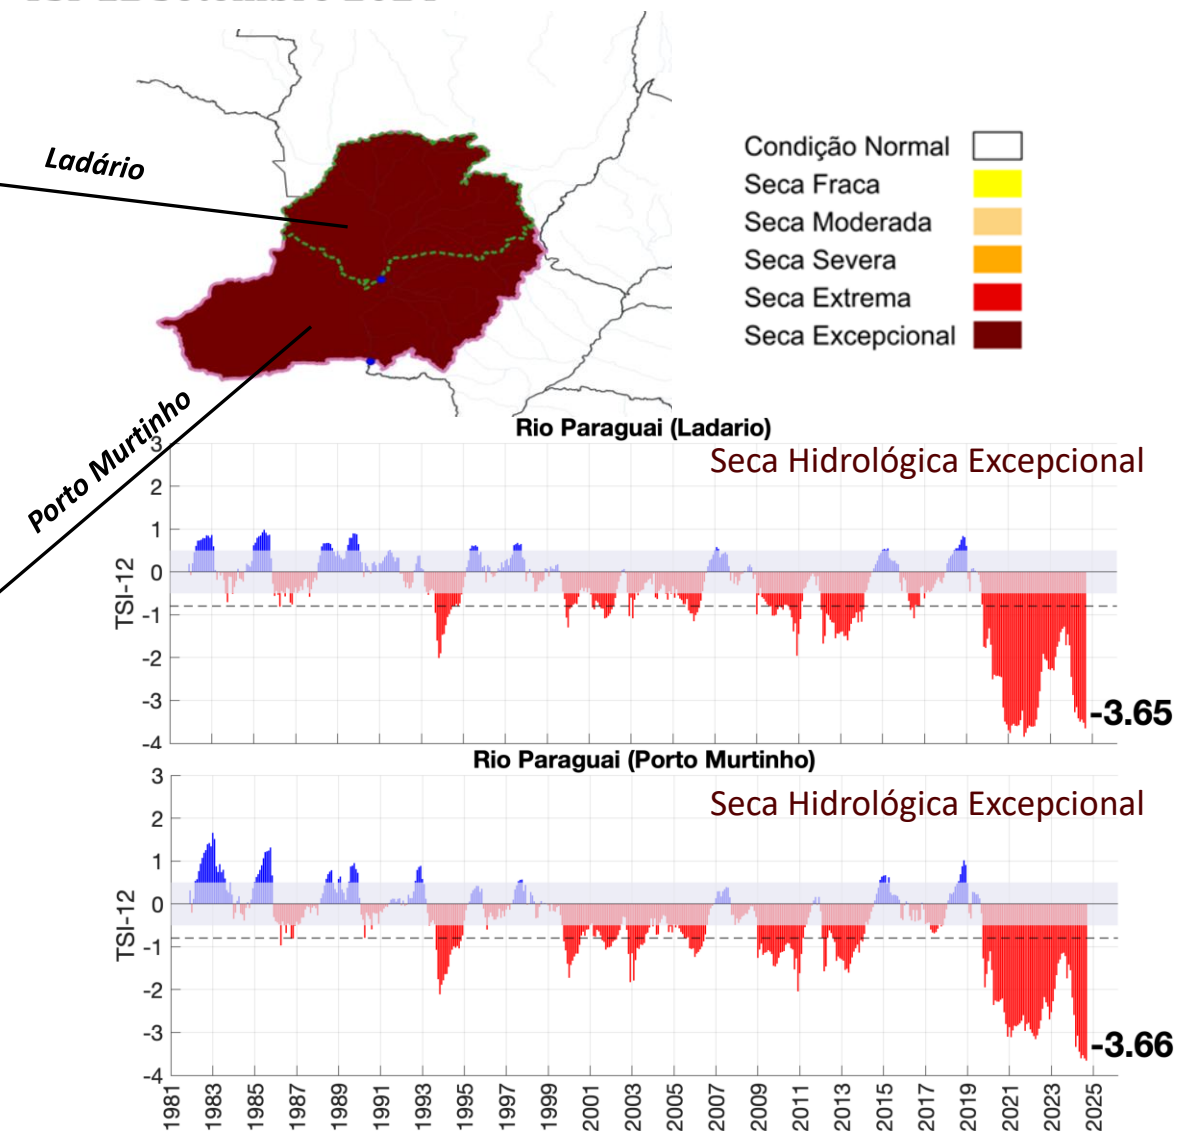 Ladário
Porto Murtinho
Condição Normal
Seca Fraca
Seca Moderada
Seca Severa
Seca Extrema
Seca Excepcional
Rio Paraguai (Ladario)
Seca Hidrológica Excepcional
TSI-12
3
2
1
0
-1
-2
-3
-4
-3.65
Rio Paraguai (Porto Murtinho)
Seca Hidrológica Excepcional
TSI-12
3
2
1
0
-1
-2
-3
-4
-3.66
1981 1983 1985 1987 1989 1991 1993 1995 1997 1999 2001 2003 2005 2007 2009 2011 2013 2015 2017 2019 2021 2023 2025